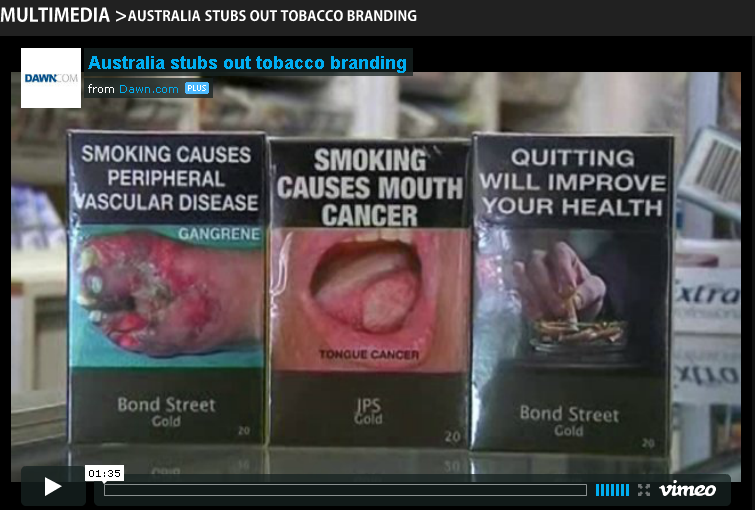 MULTIMEDIA >AUSTRALIA STUBS OUT TOBACCO BRANDING
DAWN.COM
Australia stubs out tobacco branding
from Dawn.com PLUS
SMOKING CAUSES
PERIPHERAL
VASCULAR DISEASE
GANGRENE
Bond Street
Gold
20
SMOKING
CAUSES MOUTH
CANCER
TONGUE CANCER
JPS
Gold
20
QUITTING
WILL IMPROVE
YOUR HEALTH
Bond Street
Gold
20
xtra
01:35
vimeo